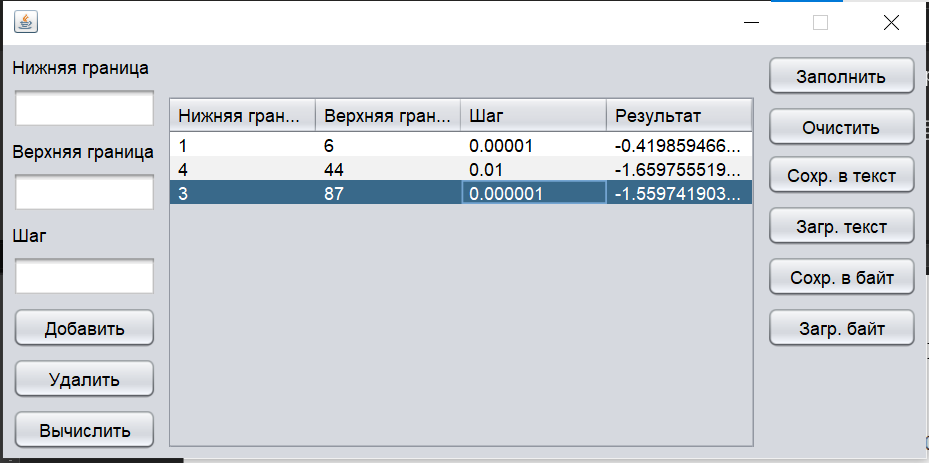 Нижняя граница
Верхняя граница
Шаг
Добавить
Удалить
Вычислить
Нижняя гран... Верхняя гран... Шаг Результат
1 6 0.00001 -0.419859466...
4 44 0.01 -1.659755519...
3 87 0.000001 -1.559741903...
Заполнить
Очистить
Сохр. в текст
Загр. текст
Сохр. в байт
Загр. байт